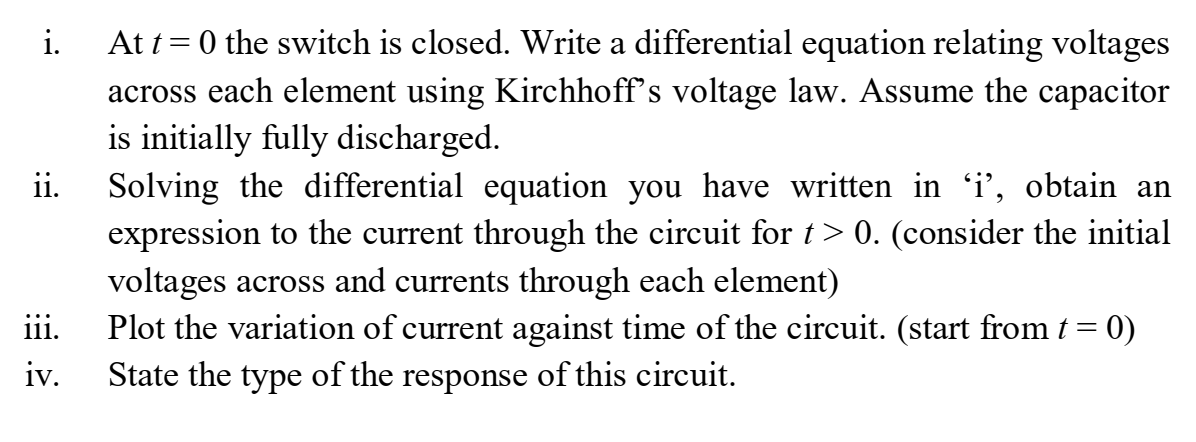 i. At t = 0 the switch is closed. Write a differential equation relating voltages
across each element using Kirchhoff’s voltage law. Assume the capacitor
is initially fully discharged.
ii. Solving the differential equation you have written in ‘i’, obtain an
expression to the current through the circuit for t > 0. (consider the initial
voltages across and currents through each element)
iii. Plot the variation of current against time of the circuit. (start from t = 0)
iv. State the type of the response of this circuit.